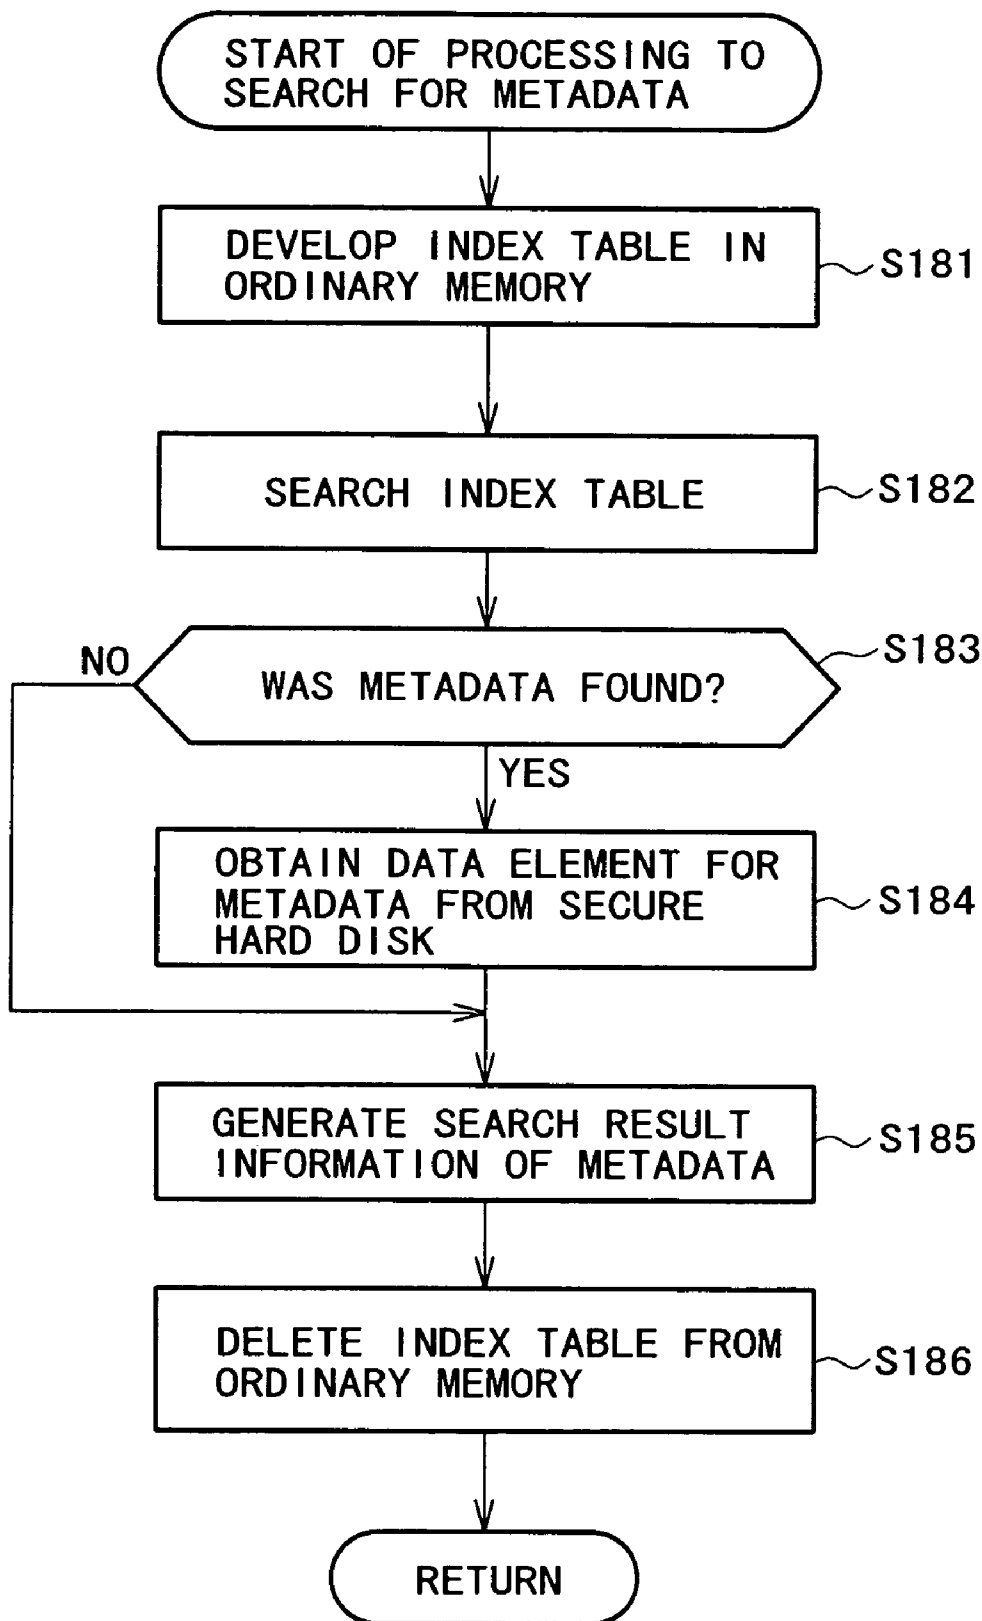 START OF PROCESSING TO
SEARCH FOR METADATA
DEVELOP INDEX TABLE IN
ORDINARY MEMORY
S181
SEARCH INDEX TABLE
S182
S183
NO
WAS METADATA FOUND?
YES
OBTAIN DATA ELEMENT FOR
METADATA FROM SECURE
HARD DISK
S184
GENERATE SEARCH RESULT
INFORMATION OF METADATA
S185
DELETE INDEX TABLE FROM
ORDINARY MEMORY
S186
RETURN